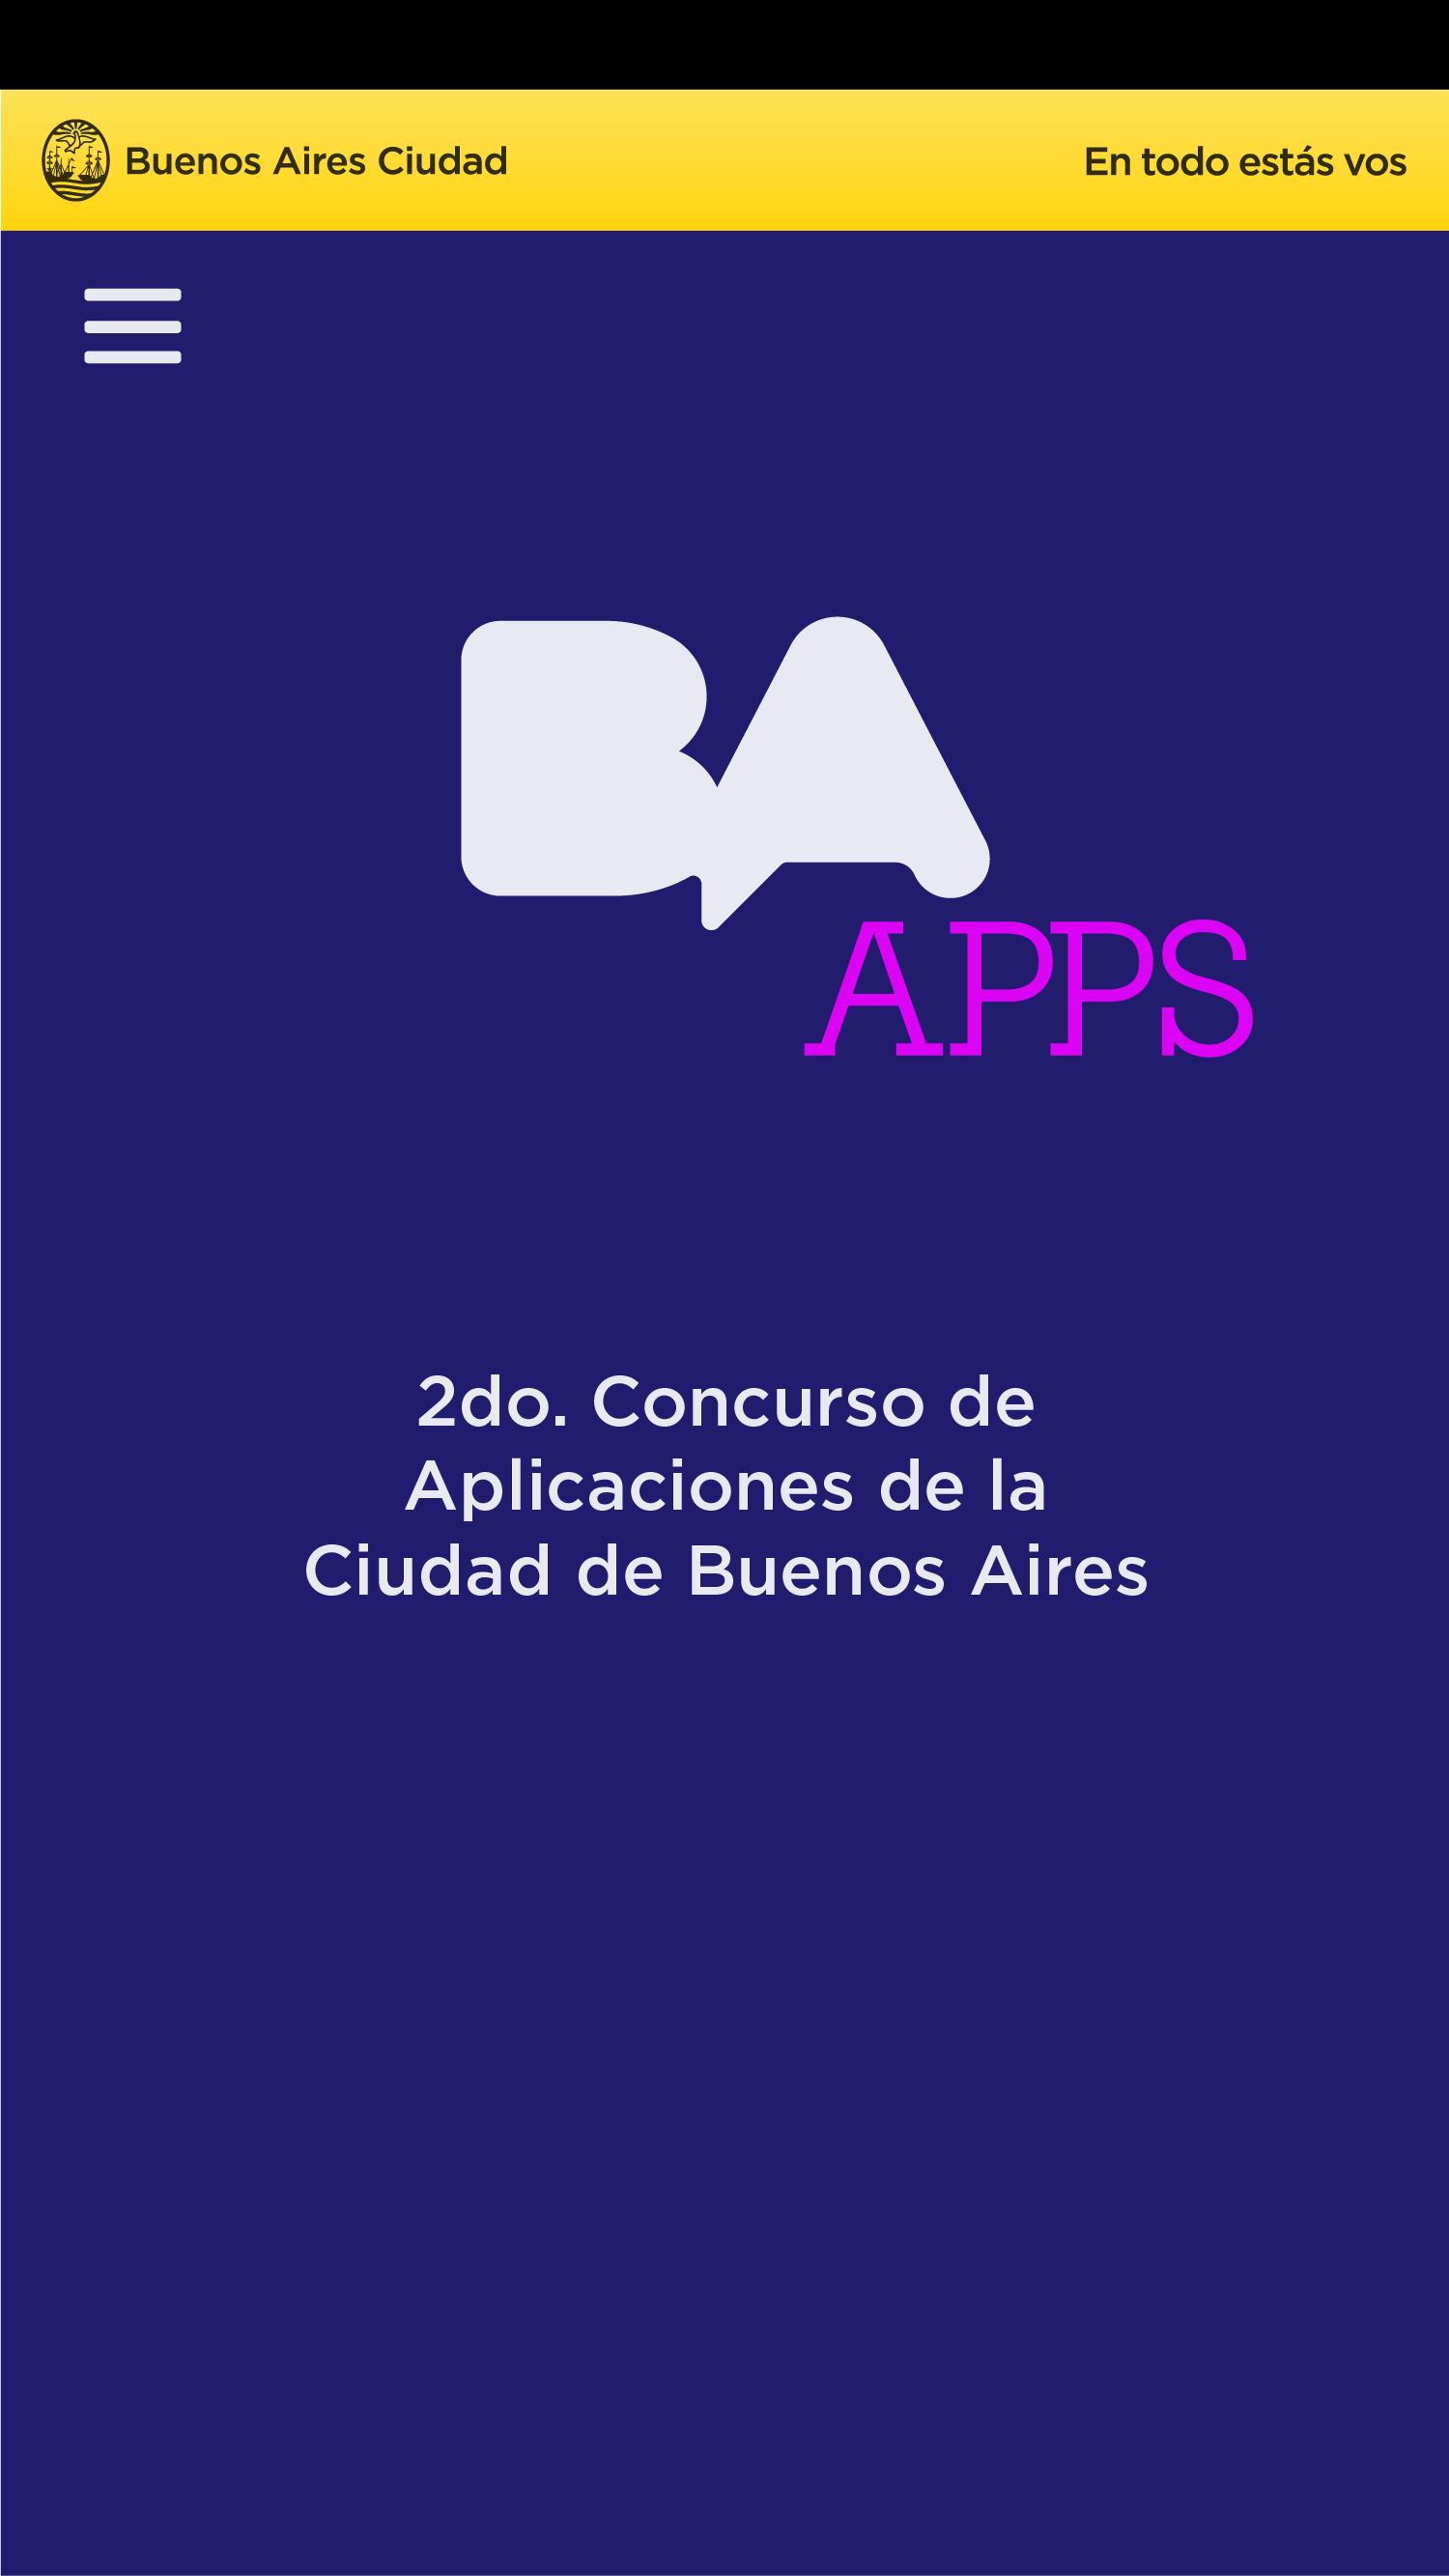 Buenos Aires Ciudad
En todo estás vos
BA
APPS
2do. Concurso de
Aplicaciones de la
Ciudad de Buenos Aires